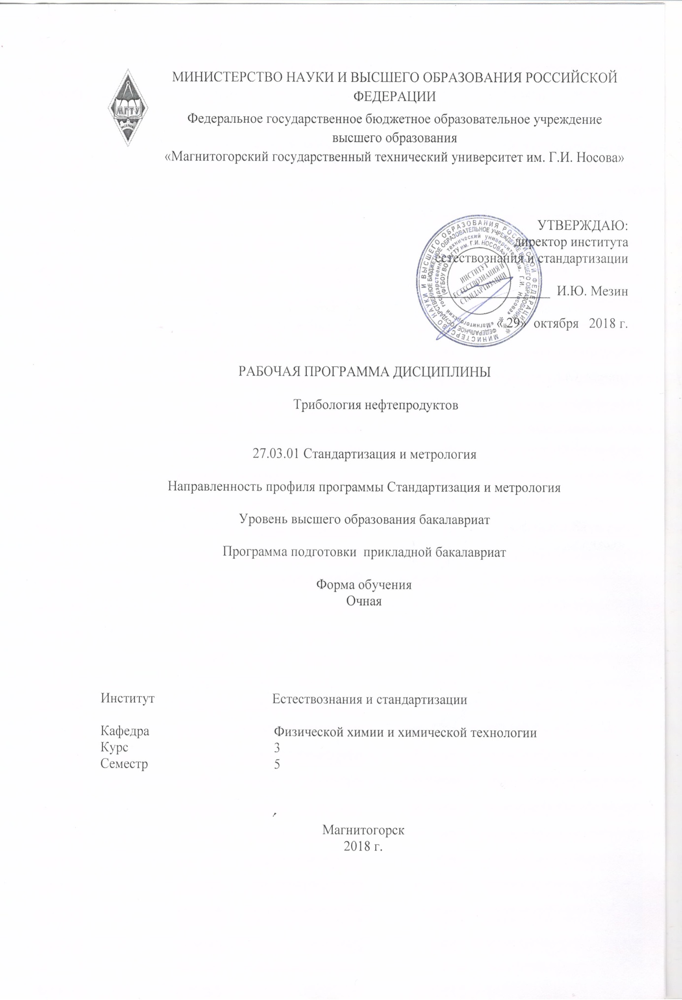 МИНИСТЕРСТВО НАУКИ И ВЫСШЕГО ОБРАЗОВАНИЯ РОССИЙСКОЙ
ФЕДЕРАЦИИ
Федеральное государственное бюджетное образовательное учреждение
высшего образования
«Магнитогорский государственный технический университет им. Г.И. Носова»
МГТУ
УТВЕРЖДАЮ:
директор института
естествознания и стандартизации
И.Ю. Мезин
« 29» октября 2018 г.
МИНИСТЕРСТВО НАУКИ И ВЫСШЕГО ОБРАЗОВАНИЯ РОССИЙСКОЙ ФЕДЕРАЦИИ
ФЕДЕРАЛЬНОЕ ГОСУДАРСТВЕННОЕ БЮДЖЕТНОЕ ОБРАЗОВАТЕЛЬНОЕ УЧРЕЖДЕНИЕ ВЫСШЕГО ОБРАЗОВАНИЯ
«Магнитогорский государственный технический университет им. Г.И. Носова»
(ФГБОУ ВО «МГТУ им. Г.И. НОСОВА»)
ИНСТИТУТ
ЕСТЕСТВОЗНАНИЯ И
СТАНДАРТИЗАЦИИ
РАБОЧАЯ ПРОГРАММА ДИСЦИПЛИНЫ
Трибология нефтепродуктов
27.03.01 Стандартизация и метрология
Направленность профиля программы Стандартизация и метрология
Уровень высшего образования бакалавриат
Программа подготовки прикладной бакалавриат
Форма обучения
Очная
Институт Естествознания и стандартизации
Кафедра Физической химии и химической технологии
Курс 3
Семестр 5
Магнитогорск
2018 г.